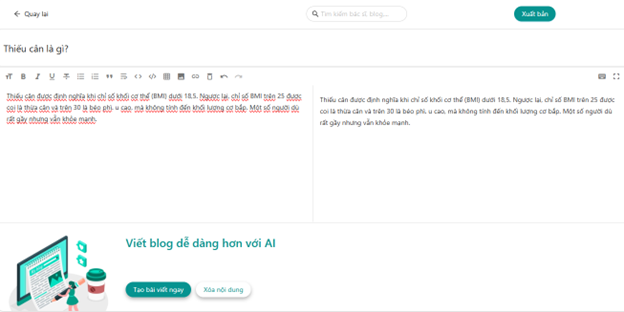 Quay lại
Tìm kiếm bác sĩ, blog,...
Xuất bản
Thiếu cân là gì?
Thiếu cân được định nghĩa khi chỉ số khối cơ thể (BMI) dưới 18,5. Ngược lại, chỉ số BMI trên 25 được
coi là thừa cân và trên 30 là béo phì. u cao, mà không tính đến khối lượng cơ bắp. Một số người dù
rất gầy nhưng vẫn khỏe mạnh.
Thiếu cân được định nghĩa khi chỉ số khối cơ thể (BMI) dưới 18,5. Ngược lại, chỉ số BMI trên 25 được
coi là thừa cân và trên 30 là béo phì. u cao, mà không tính đến khối lượng cơ bắp. Một số người dù
rất gầy nhưng vẫn khỏe mạnh.
Viết blog dễ dàng hơn với AI
Tạo bài viết ngay
Xóa nội dung